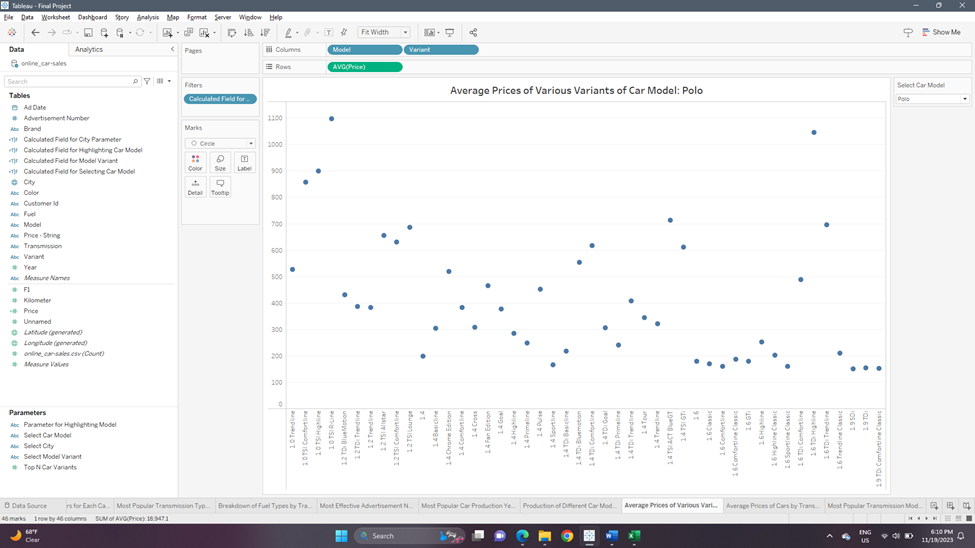 Tableau - Final Project
File Data Worksheet Dashboard Story Analysis Map Format Server Window Help
Fit Width
Show Me
Data Analytics
online_car-sales
Search
Tables
Ad Date
Advertisement Number
Brand
Calculated Field for City Parameter
Calculated Field for Highlighting Car Model
Calculated Field for Model Variant
Calculated Field for Selecting Car Model
City
Color
Customer Id
Fuel
Model
Price - String
Transmission
Variant
Year
Measure Names
F1
Kilometer
Price
Unnamed
Latitude (generated)
Longitude (generated)
online_car-sales.csv (Count)
Measure Values
Parameters
Parameter for Highlighting Model
Select Car Model
Select City
Select Model Variant
Top N Car Variants
Pages
Filters
Calculated Field for ...
Marks
Circle
Color Size Label
Detail Tooltip
Columns Model Variant
Rows AVG(Price)
Average Prices of Various Variants of Car Model: Polo
1100
1000
900
800
700
600
500
400
300
200
100
0
1.0 Trendline
1.0 TSI Comfortline
1.0 TSI Highline
1.0 TSI R-Line
1.2 TDI BlueMotion
1.2 TDi Trendline
1.2 Trendline
1.2 TSI Allstar
1.2 TSI Comfortline
1.2 TSI Lounge
1.4
1.4 Basicline
1.4 Chrome Edition
1.4 Comfortline
1.4 Cross
1.4 Fan Edition
1.4 Goal
1.4 Highline
1.4 Primeline
1.4 Pulse
1.4 Sportline
1.4 TDi Basicline
1.4 TDi Bluemotion
1.4 TDi Comfortline
1.4 TDi Goal
1.4 TDi Primeline
1.4 TDi Trendline
1.4 Tour
1.4 Trendline
1.4 TSI ACT BlueGT
1.4 TSI GTi
1.6
1.6 Classic
1.6 Comfortline
1.6 Comfortline Classic
1.6 GTi
1.6 Highline
1.6 Highline Classic
1.6 Sportline Classic
1.6 TDi Comfortline
1.6 TDi Highline
1.6 TDi Trendline
1.6 Trendline Classic
1.9 SDi
1.9 TDi
1.9 TDi Comfortline Classic
Select Car Model
Polo
Data Source
rs for Each Ca...
Most Popular Transmission Typ...
Breakdown of Fuel Types by Tra...
Most Effective Advertisement N...
Most Popular Car Production Ye...
Production of Different Car Mod...
Average Prices of Various Vari...
Average Prices of Cars by Trans...
Most Popular Transmission Mod...
46 marks 1 row by 46 columns SUM of AVG(Price): 18,947.1
68°F
Clear
Search
ENG
US
6:10 PM
11/19/2023